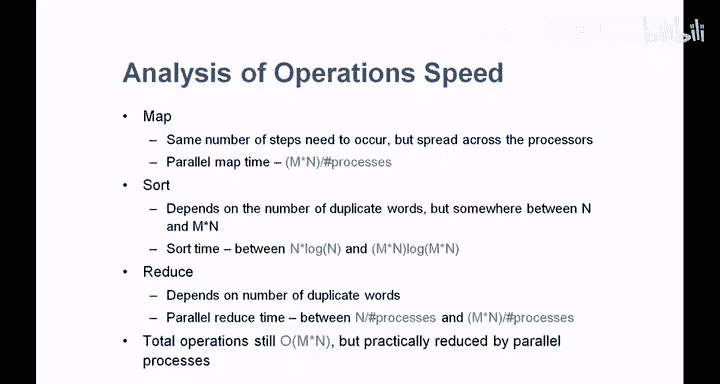 bilibili
Analysis of Operations Speed
• Map
– Same number of steps need to occur, but spread across the processors
– Parallel map time – (M*N)/#processes
• Sort
– Depends on the number of duplicate words, but somewhere between N
and M*N
– Sort time – between N*log(N) and (M*N)log(M*N)
• Reduce
– Depends on number of duplicate words
– Parallel reduce time – between N/#processes and (M*N)/#processes
• Total operations still O(M*N), but practically reduced by parallel
processes